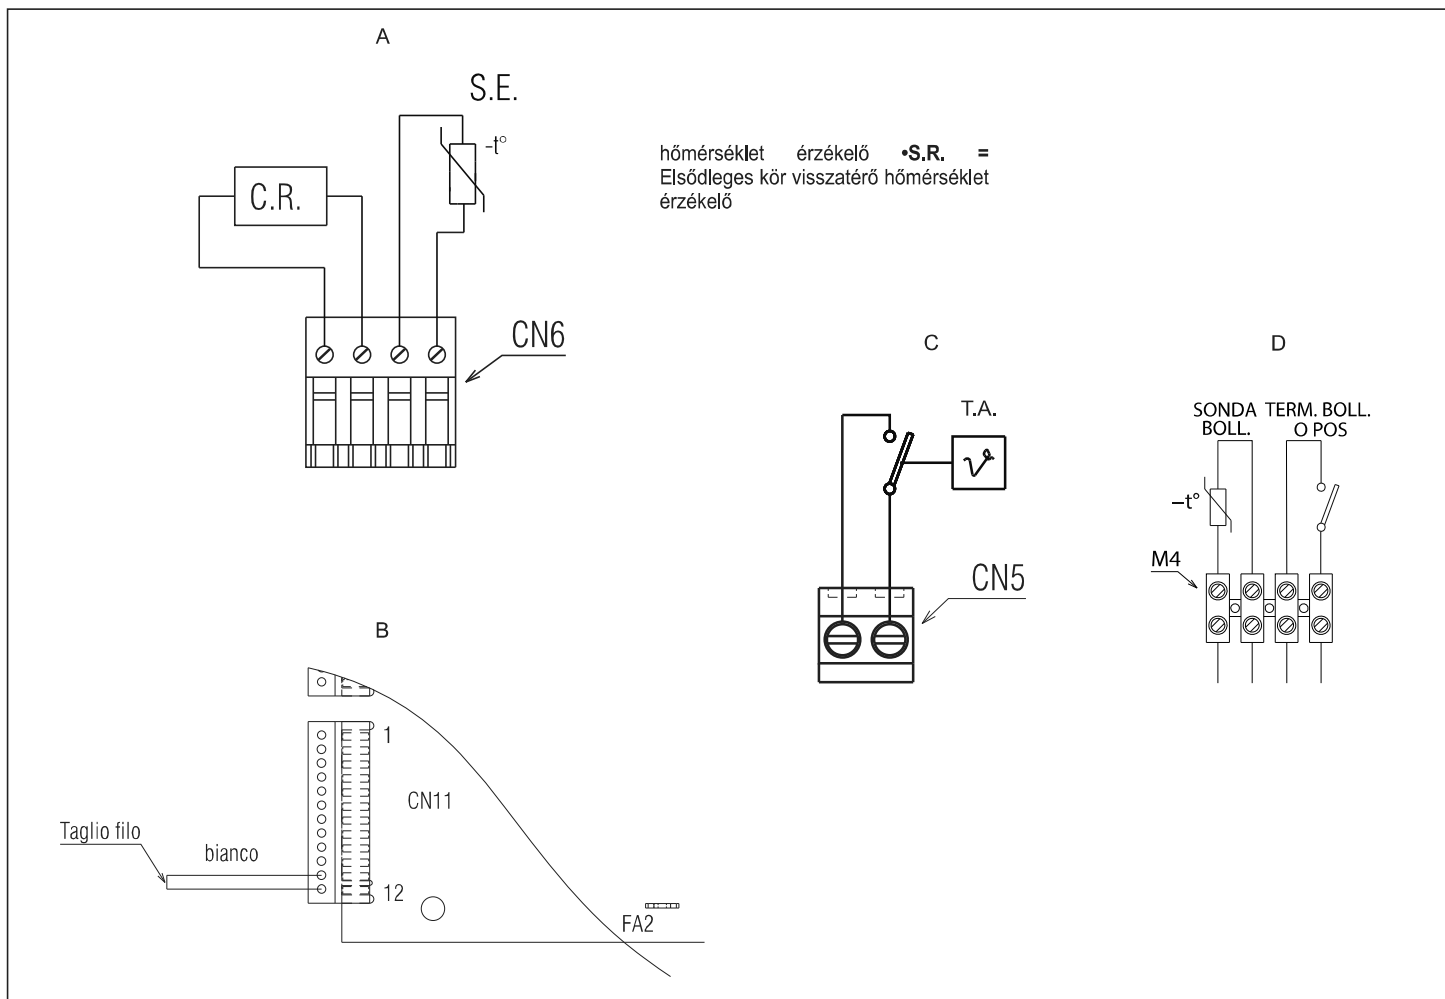 A
S.E.
-t°
C.R.
hőmérséklet érzékelő •S.R. =
Elsődleges kör visszatérő hőmérséklet
érzékelő
CN6
C
D
T.A.
SONDA
BOLL.
TERM. BOLL.
O POS
–t°
M4
CN5
B
1
CN11
Taglio filo
bianco
12
FA2